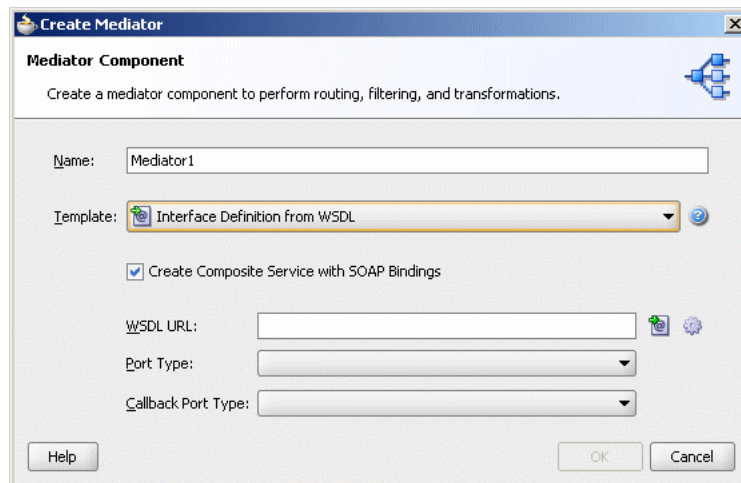 Create Mediator
Mediator Component
Create a mediator component to perform routing, filtering, and transformations.
Name: Mediator1
Template: Interface Definition from WSDL
Create Composite Service with SOAP Bindings
WSDL URL:
Port Type:
Callback Port Type:
Help OK Cancel